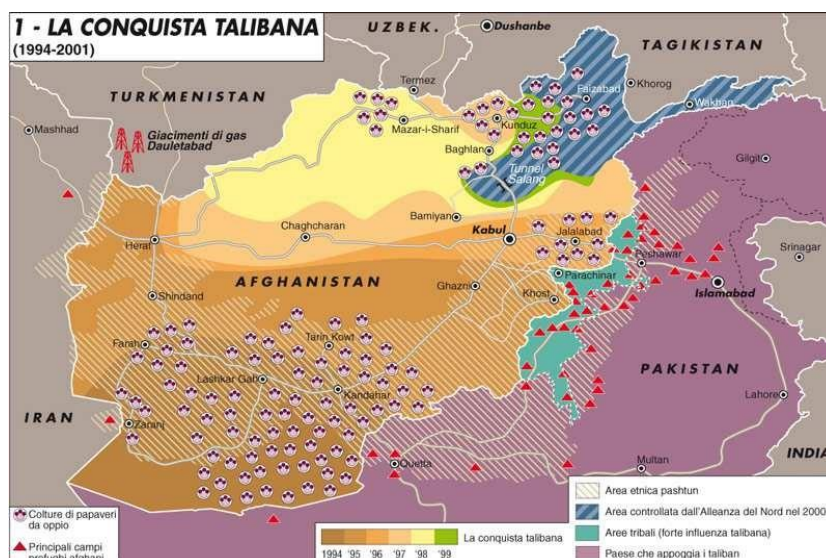 1 - LA CONQUISTA TALIBANA
(1994-2001)
UZBEK.
Dushanbe
TAGIKISTAN
TURKMENISTAN
Termez
Faizabad
Khorog
Wakhan
Mashhad
Giacimenti di gas
Dauletabad
Mazar-i-Sharif
Kunduz
Baghlan
Tunnel
Salang
Gilgit
Bamiyan
Herat
Chaghcharan
Kabul
Jalalabad
Peshawar
Srinagar
AFGHANISTAN
Parachinar
Islamabad
Shindand
Ghazni
Khost
Farah
Tarin Kowt
PAKISTAN
Lashkar Gah
Kandahar
Lahore
IRAN
Zaranj
Quetta
Multan
INDIA
Colture di papaveri
da oppio
Principali campi
profughi afghani
1994 '95 '96 '97 '98 '99
La conquista talibana
Area etnica pashtun
Area controllata dall'Alleanza del Nord nel 2000
Aree tribali (forte influenza talibana)
Paese che appoggia i taliban